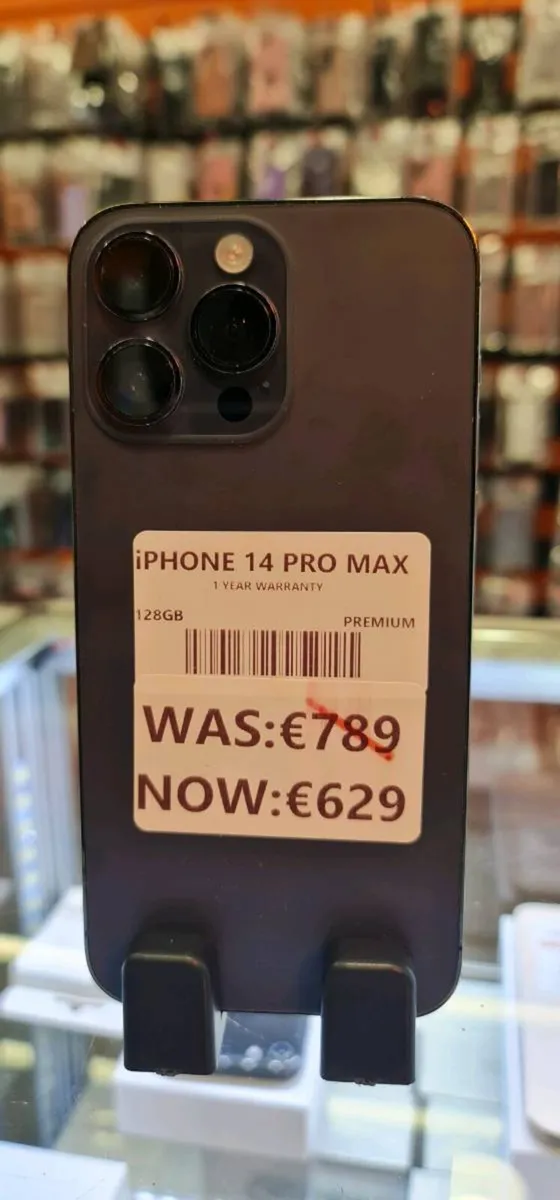 iPHONE 14 PRO MAX
1 YEAR WARRANTY
128GB PREMIUM
WAS:€789
NOW:€629